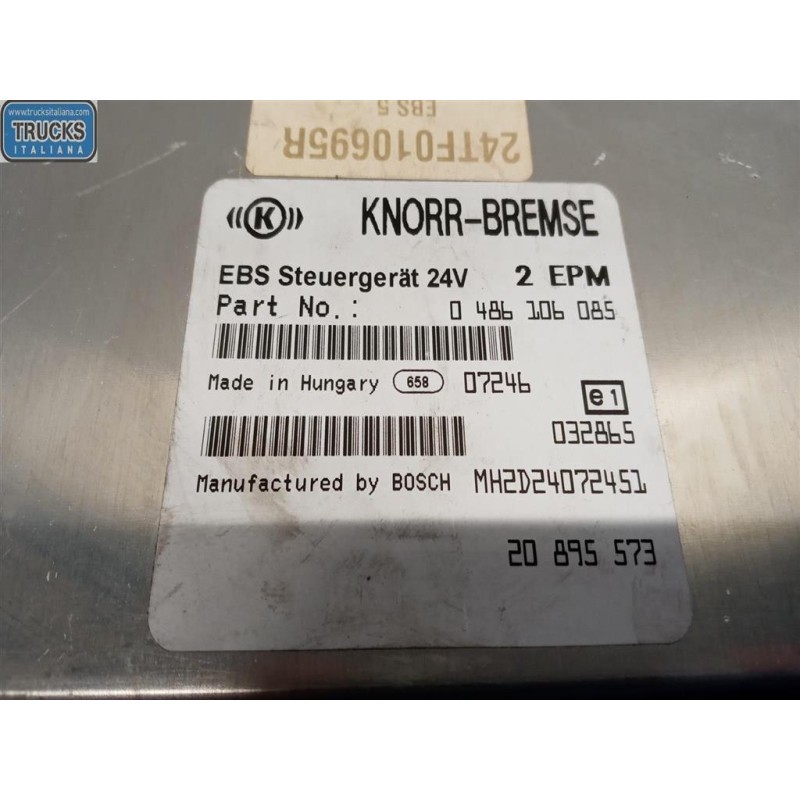 www.trucksitaliana.com
TRUCKS
ITALIANA
EBS 5
24TF010695R
K KNORR-BREMSE
EBS Steuergerät 24V 2 EPM
Part No.: 0 486 106 085
Made in Hungary 658 07246
e1
032865
Manufactured by BOSCH MH2D24072451
20 895 573